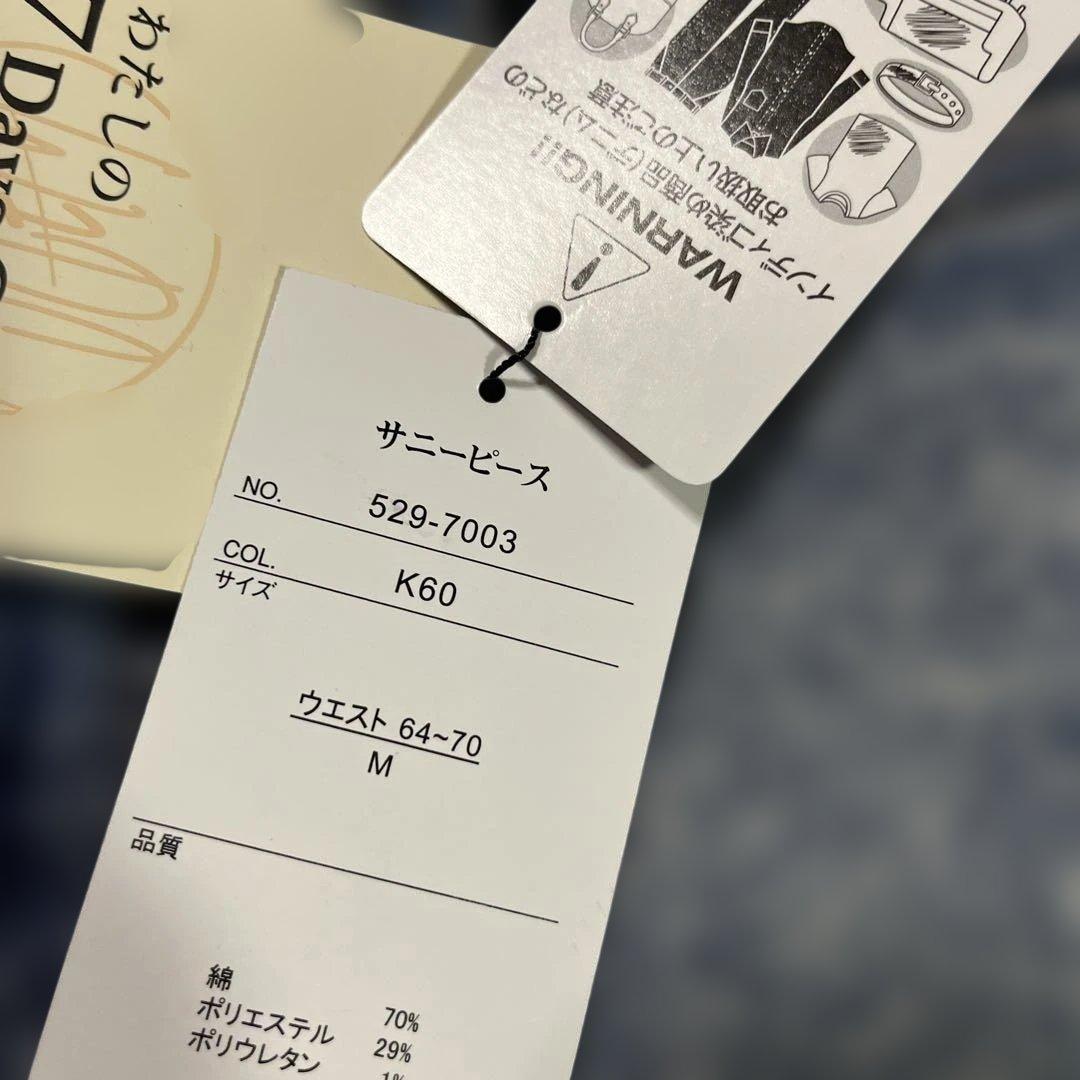 わたしの
7 Days
WARNING!!
インディゴ染め商品(デニム)などの
お取扱い上のご注意
サニーピース
NO. 529-7003
COL. K60
サイズ
ウエスト 64~70
M
品質
綿 70%
ポリエステル 29%
ポリウレタン 1%